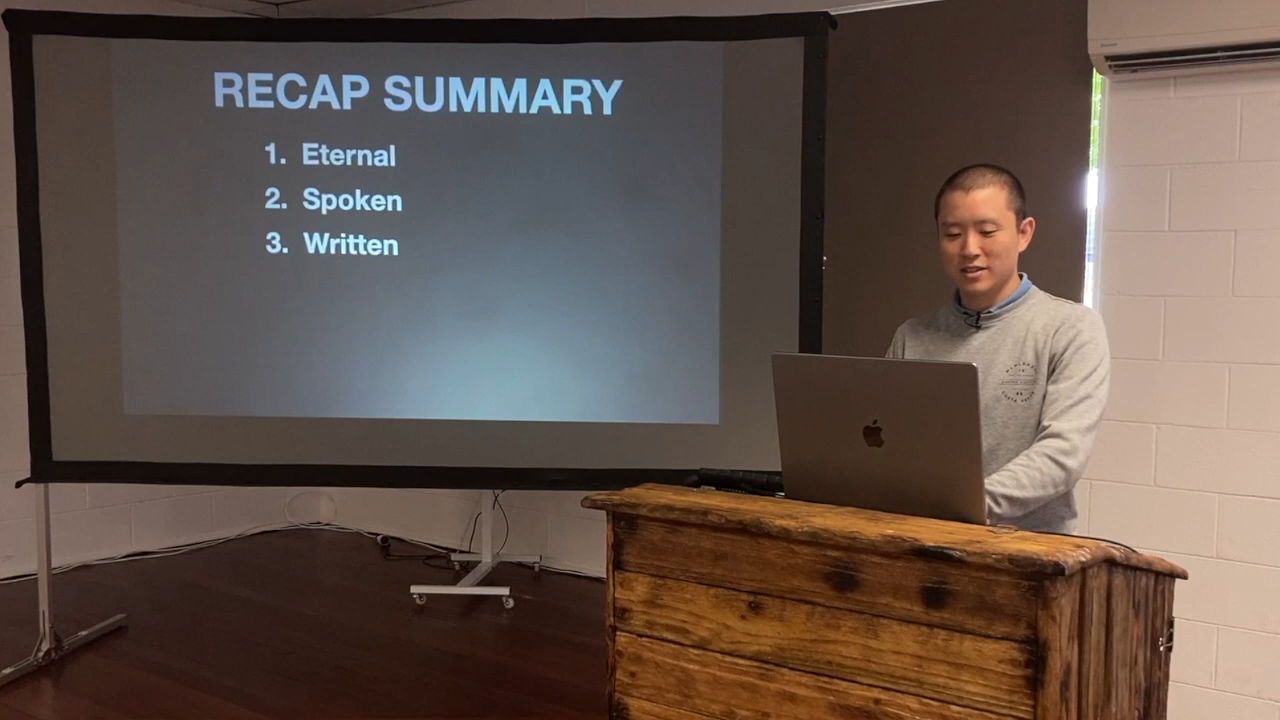 RECAP SUMMARY
1. Eternal
2. Spoken
3. Written